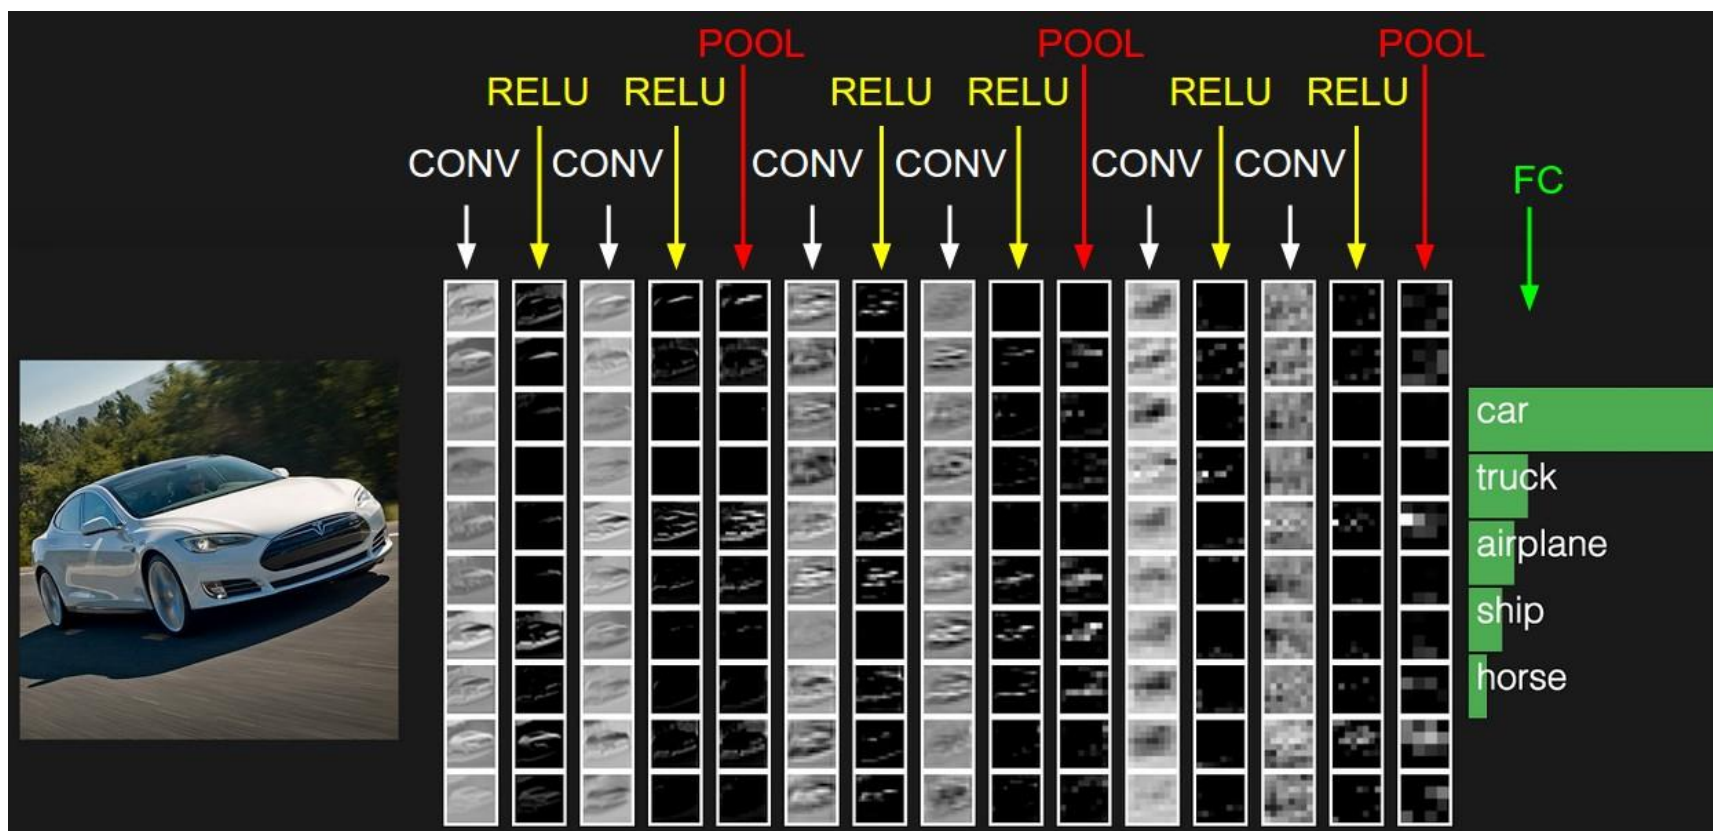 POOL POOL POOL
RELU RELU RELU RELU RELU RELU
CONV CONV CONV CONV CONV CONV
FC
car
truck
airplane
ship
horse